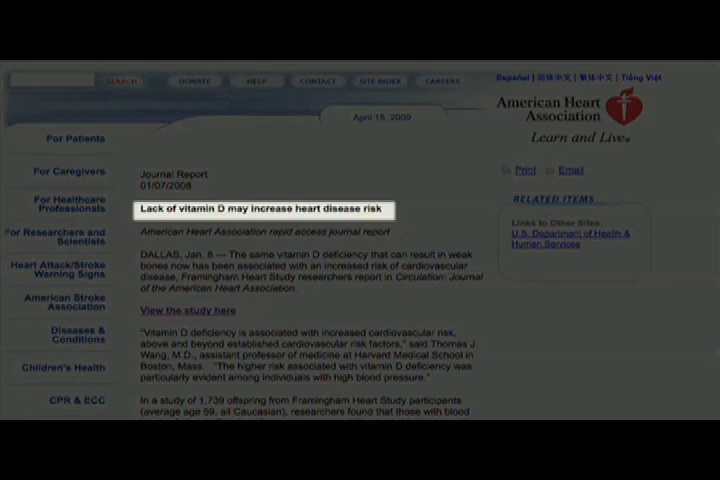 SEARCH
DONATE
HELP
CONTACT
SITE INDEX
CAREERS
Español | 简体中文 | 繁体中文 | Tiếng Việt
American Heart
Association
Learn and Live®
April 15, 2009
For Patients
For Caregivers
For Healthcare
Professionals
For Researchers and
Scientists
Heart Attack/Stroke
Warning Signs
American Stroke
Association
Diseases &
Conditions
Children's Health
CPR & ECC
Journal Report
01/07/2008
Lack of vitamin D may increase heart disease risk
American Heart Association rapid access journal report
DALLAS, Jan. 8 — The same vitamin D deficiency that can result in weak
bones now has been associated with an increased risk of cardiovascular
disease, Framingham Heart Study researchers report in Circulation: Journal
of the American Heart Association.
View the study here
"Vitamin D deficiency is associated with increased cardiovascular risk,
above and beyond established cardiovascular risk factors," said Thomas J.
Wang, M.D., assistant professor of medicine at Harvard Medical School in
Boston, Mass. "The higher risk associated with vitamin D deficiency was
particularly evident among individuals with high blood pressure."
In a study of 1,739 offspring from Framingham Heart Study participants
(average age 59, all Caucasian), researchers found that those with blood
Print
Email
RELATED ITEMS
Links to Other Sites
U.S. Department of Health &
Human Services